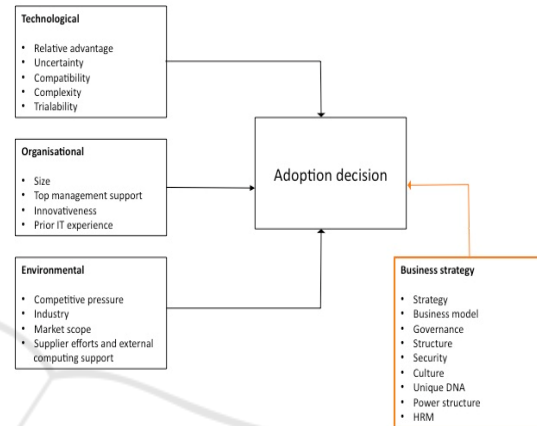 Technological
• Relative advantage
• Uncertainty
• Compatibility
• Complexity
• Trialability
Organisational
• Size
• Top management support
• Innovativeness
• Prior IT experience
Adoption decision
Environmental
• Competitive pressure
• Industry
• Market scope
• Supplier efforts and external
computing support
Business strategy
• Strategy
• Business model
• Governance
• Structure
• Security
• Culture
• Unique DNA
• Power structure
• HRM